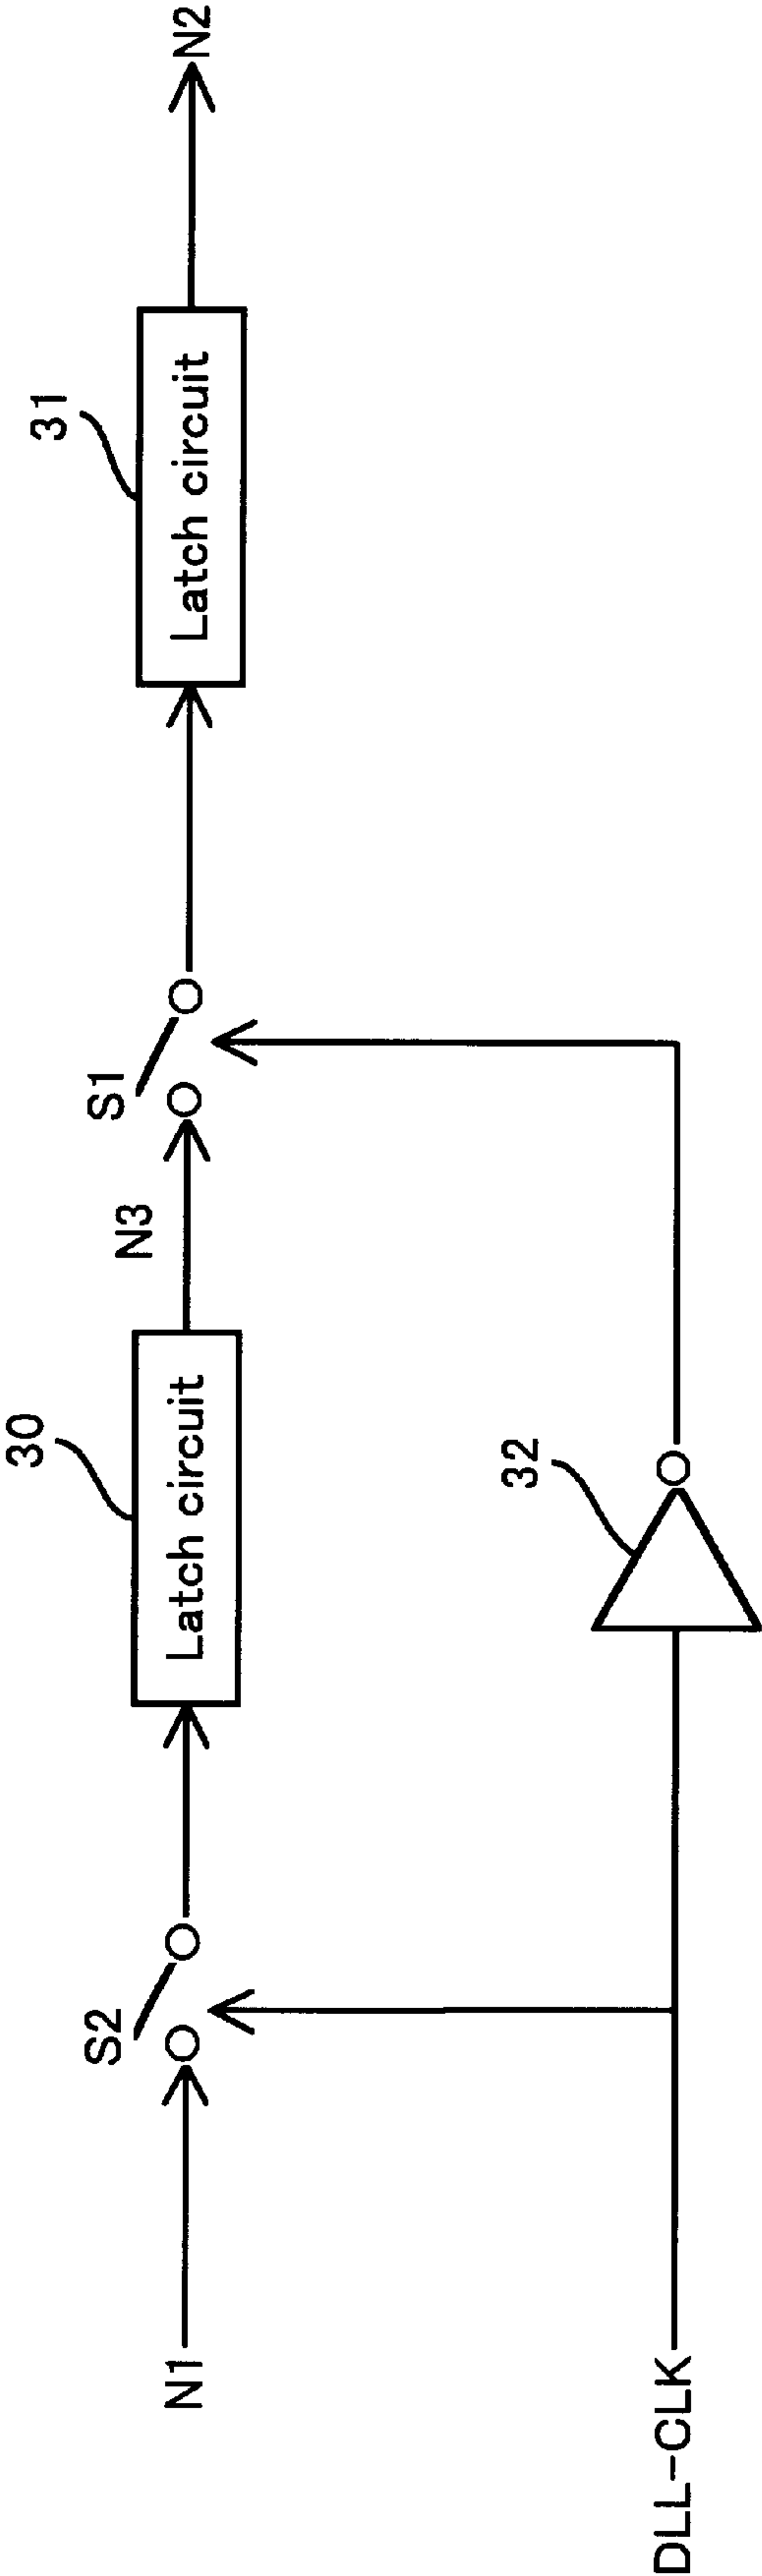 30
31
S2
S1
N1
Latch circuit
N3
Latch circuit
N2
32
DLL-CLK